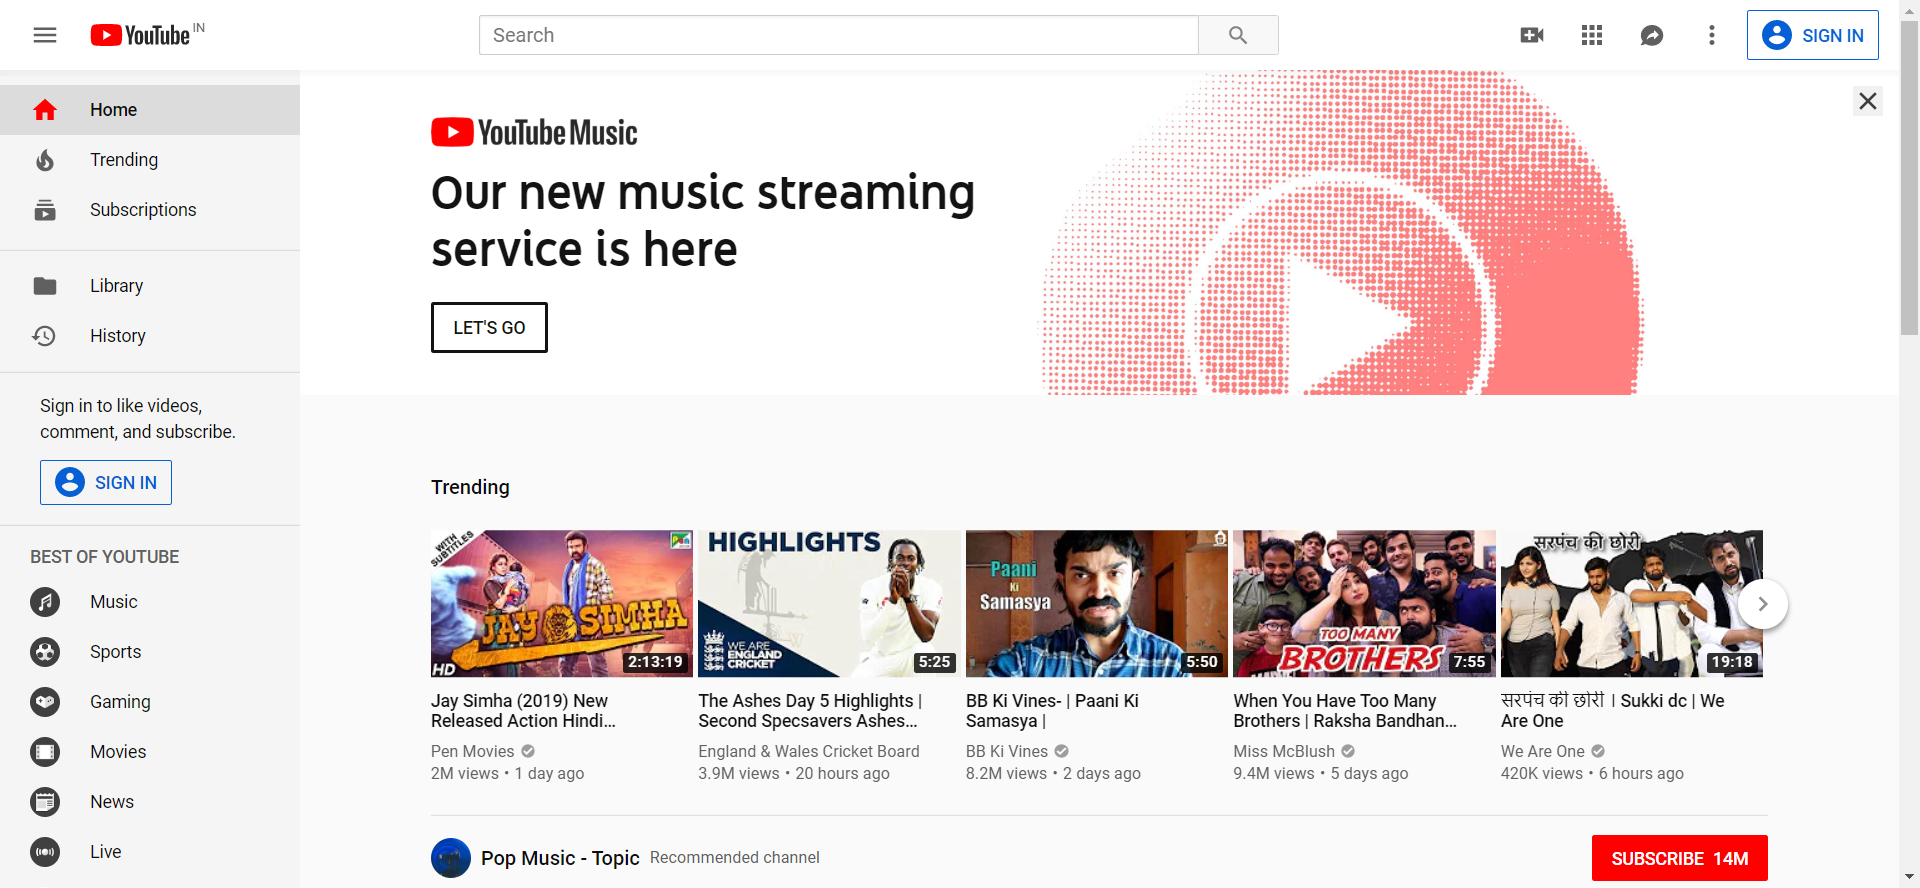 YouTube IN
Search
SIGN IN
Home
Trending
Subscriptions
Library
History
Sign in to like videos,
comment, and subscribe.
SIGN IN
BEST OF YOUTUBE
Music
Sports
Gaming
Movies
News
Live
YouTube Music
Our new music streaming
service is here
LET'S GO
Trending
WITH
SUBTITLES
Pen
JAY SIMHA
HD
2:13:19
Jay Simha (2019) New
Released Action Hindi...
Pen Movies
2M views • 1 day ago
HIGHLIGHTS
WE ARE
ENGLAND
CRICKET
5:25
The Ashes Day 5 Highlights |
Second Specsavers Ashes...
England & Wales Cricket Board
3.9M views • 20 hours ago
Paani
Ki
Samasya
5:50
BB Ki Vines- | Paani Ki
Samasya |
BB Ki Vines
8.2M views • 2 days ago
TOO MANY
BROTHERS
7:55
When You Have Too Many
Brothers | Raksha Bandhan...
Miss McBlush
9.4M views • 5 days ago
सरपंच की छोरी
19:18
सरपंच की छोरी । Sukki dc | We
Are One
We Are One
420K views • 6 hours ago
Pop Music - Topic Recommended channel
SUBSCRIBE 14M